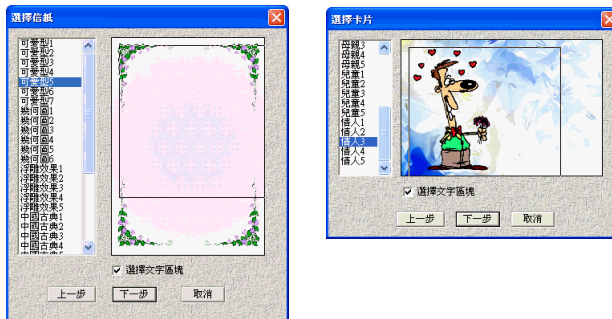 選擇信紙
可愛型1
可愛型2
可愛型3
可愛型4
可愛型5
可愛型6
可愛型7
幾何圖1
幾何圖2
幾何圖3
幾何圖4
幾何圖5
幾何圖6
浮雕效果1
浮雕效果2
浮雕效果3
浮雕效果4
浮雕效果5
中國古典1
中國古典2
中國古典3
中國古典4
選擇文字區塊
上一步
下一步
取消
選擇卡片
母親3
母親4
母親5
兒童1
兒童2
兒童3
兒童4
兒童5
情人1
情人2
情人3
情人4
情人5
選擇文字區塊
上一步
下一步
取消